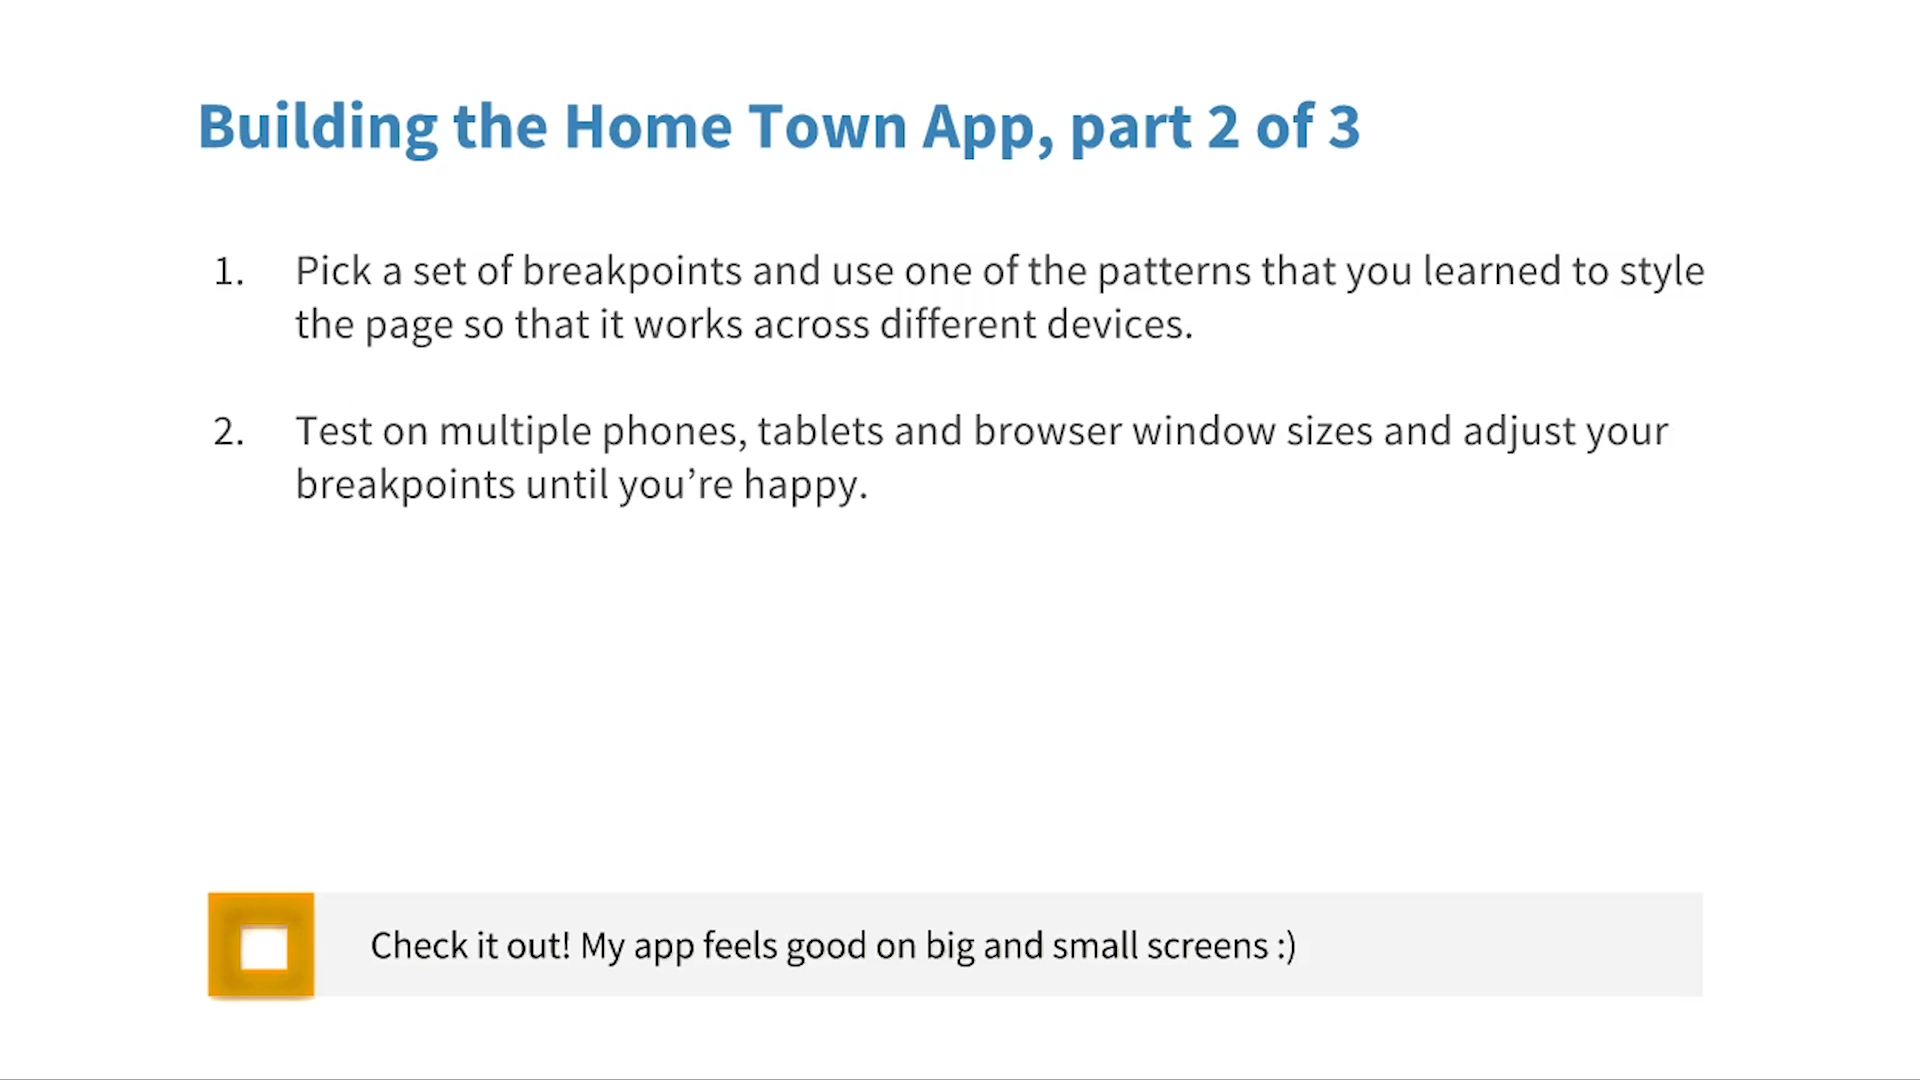 Building the Home Town App, part 2 of 3
1. Pick a set of breakpoints and use one of the patterns that you learned to style
the page so that it works across different devices.
2. Test on multiple phones, tablets and browser window sizes and adjust your
breakpoints until you’re happy.
Check it out! My app feels good on big and small screens :)